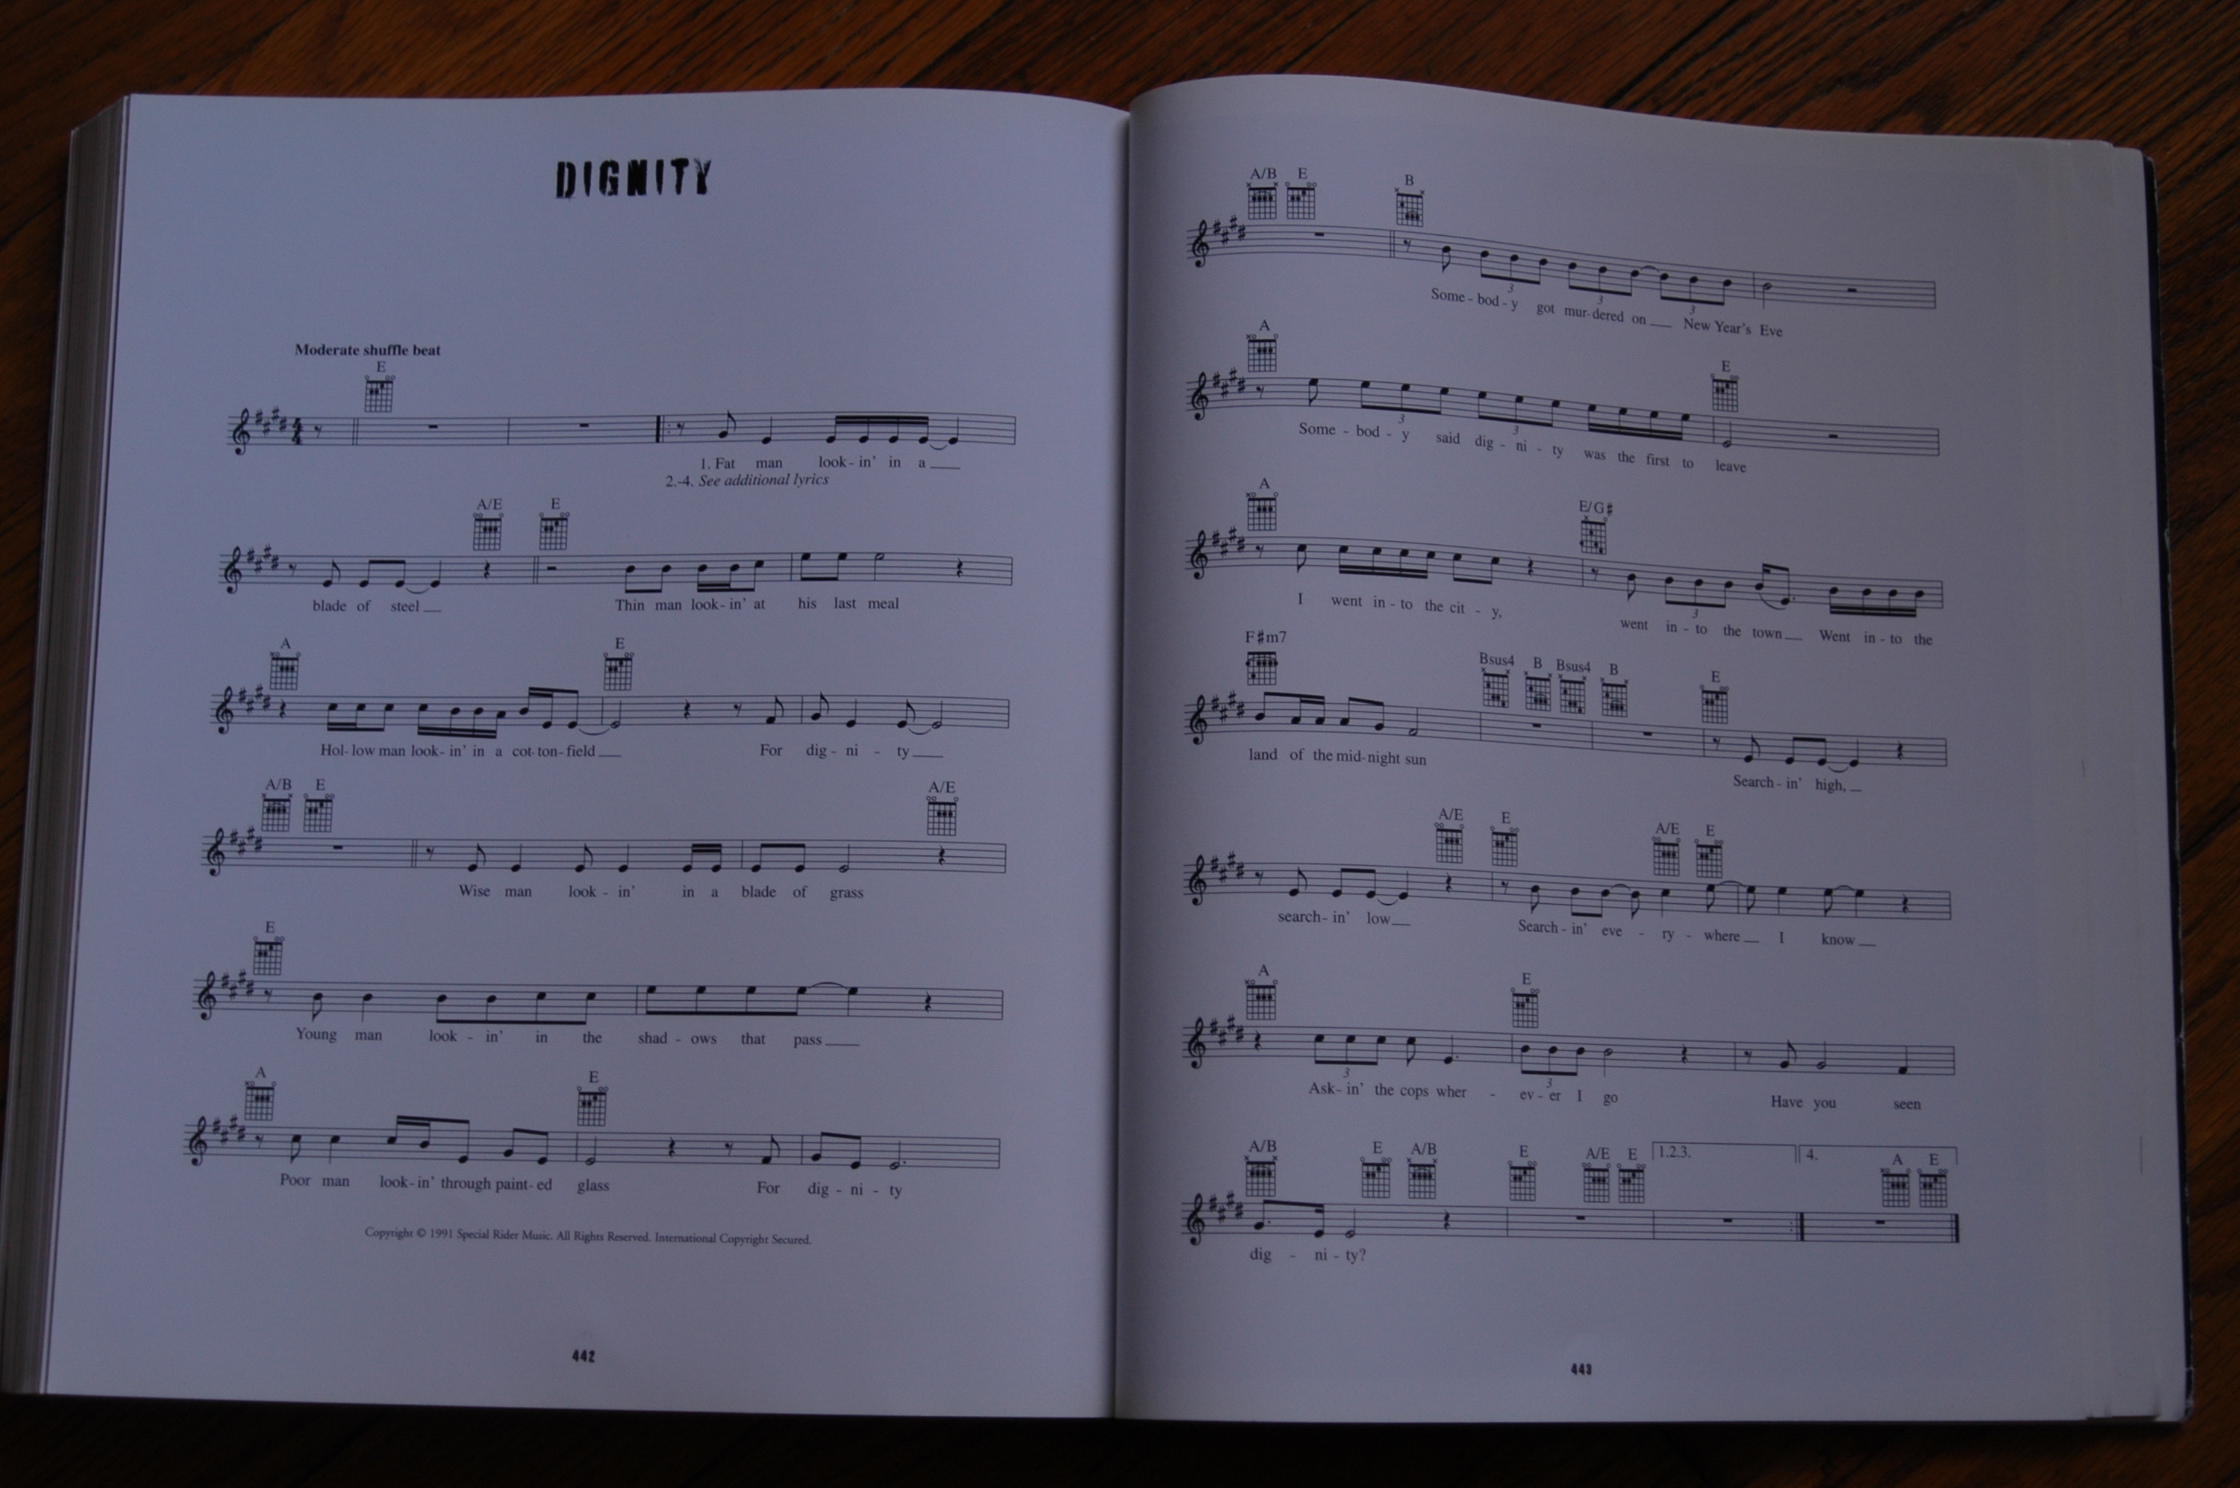 DIGNITY
Moderate shuffle beat
E
1. Fat man look - in' in a
2.-4. See additional lyrics
A/E E
blade of steel Thin man look - in' at his last meal
A E
Hol - low man look - in' in a cot - ton - field For dig - ni - ty
A/B E A/E
Wise man look - in' in a blade of grass
E
Young man look - in' in the shad - ows that pass
A E
Poor man look - in' through paint - ed glass For dig - ni - ty
Copyright © 1991 Special Rider Music. All Rights Reserved. International Copyright Secured.
442
A/B E B
3 3 3
Some - bod - y got mur - dered on New Year's Eve
A E
3 3
Some - bod - y said dig - ni - ty was the first to leave
A E/G#
3
I went in - to the cit - y, went in - to the town Went in - to the
F#m7 Bsus4 B Bsus4 B E
land of the mid - night sun Search - in' high,
A/E E A/E E
search - in' low Search - in' eve - ry - where I know
A E
3 3
Ask - in' the cops wher - ev - er I go Have you seen
A/B E A/B E A/E E 1.2.3. 4. A E
dig - ni - ty?
443